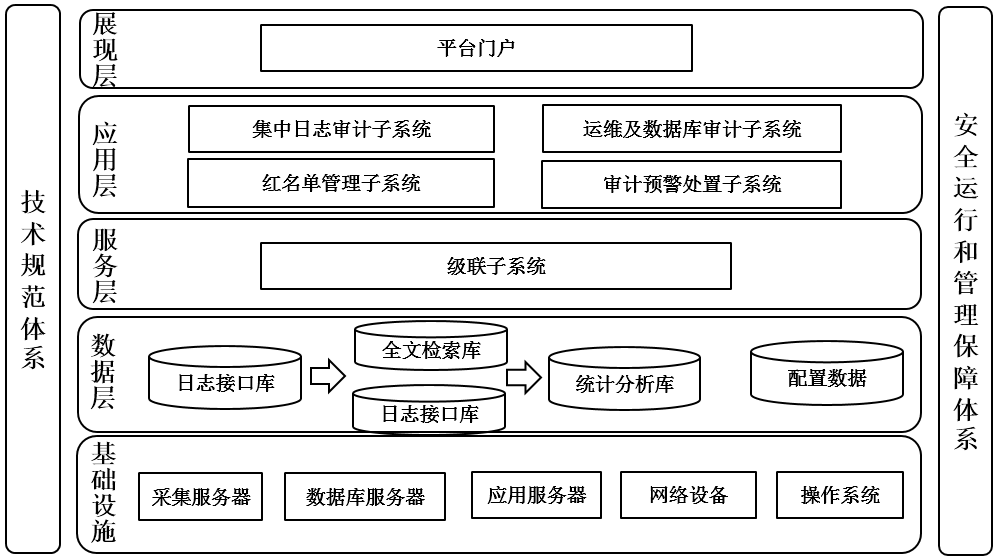 技术规范体系
展现层
平台门户
应用层
集中日志审计子系统
运维及数据库审计子系统
红名单管理子系统
审计预警处置子系统
服务层
级联子系统
数据层
日志接口库
全文检索库
日志接口库
统计分析库
配置数据
基础设施
采集服务器
数据库服务器
应用服务器
网络设备
操作系统
安全运行和管理保障体系